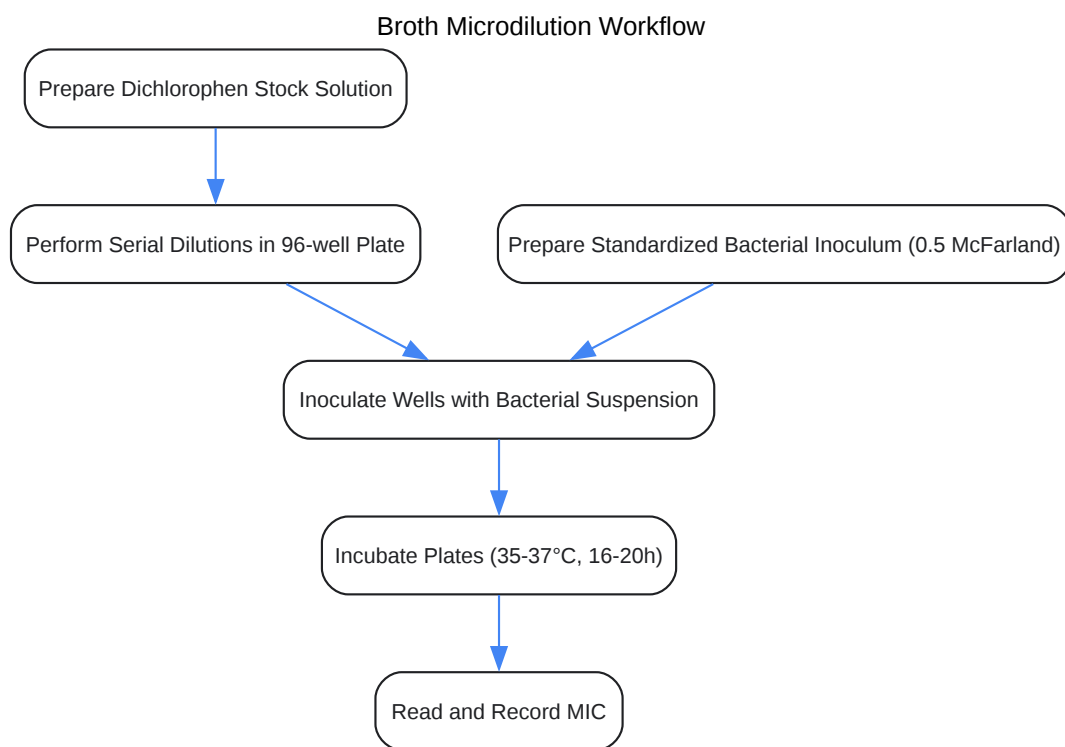 Broth Microdilution Workflow
Prepare Dichlorophen Stock Solution
Perform Serial Dilutions in 96-well Plate
Prepare Standardized Bacterial Inoculum (0.5 McFarland)
Inoculate Wells with Bacterial Suspension
Incubate Plates (35-37°C, 16-20h)
Read and Record MIC